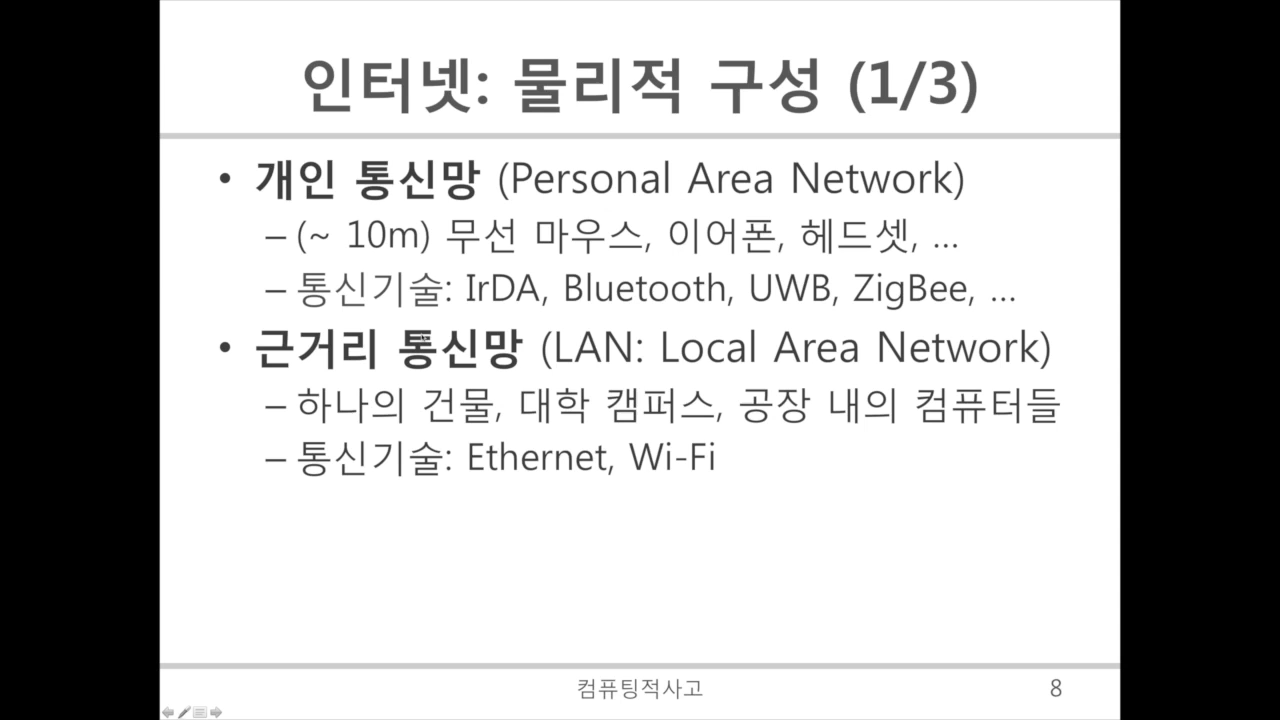 인터넷: 물리적 구성 (1/3)
• 개인 통신망 (Personal Area Network)
– (~ 10m) 무선 마우스, 이어폰, 헤드셋, ...
– 통신기술: IrDA, Bluetooth, UWB, ZigBee, ...
• 근거리 통신망 (LAN: Local Area Network)
– 하나의 건물, 대학 캠퍼스, 공장 내의 컴퓨터들
– 통신기술: Ethernet, Wi-Fi
컴퓨팅적사고
8